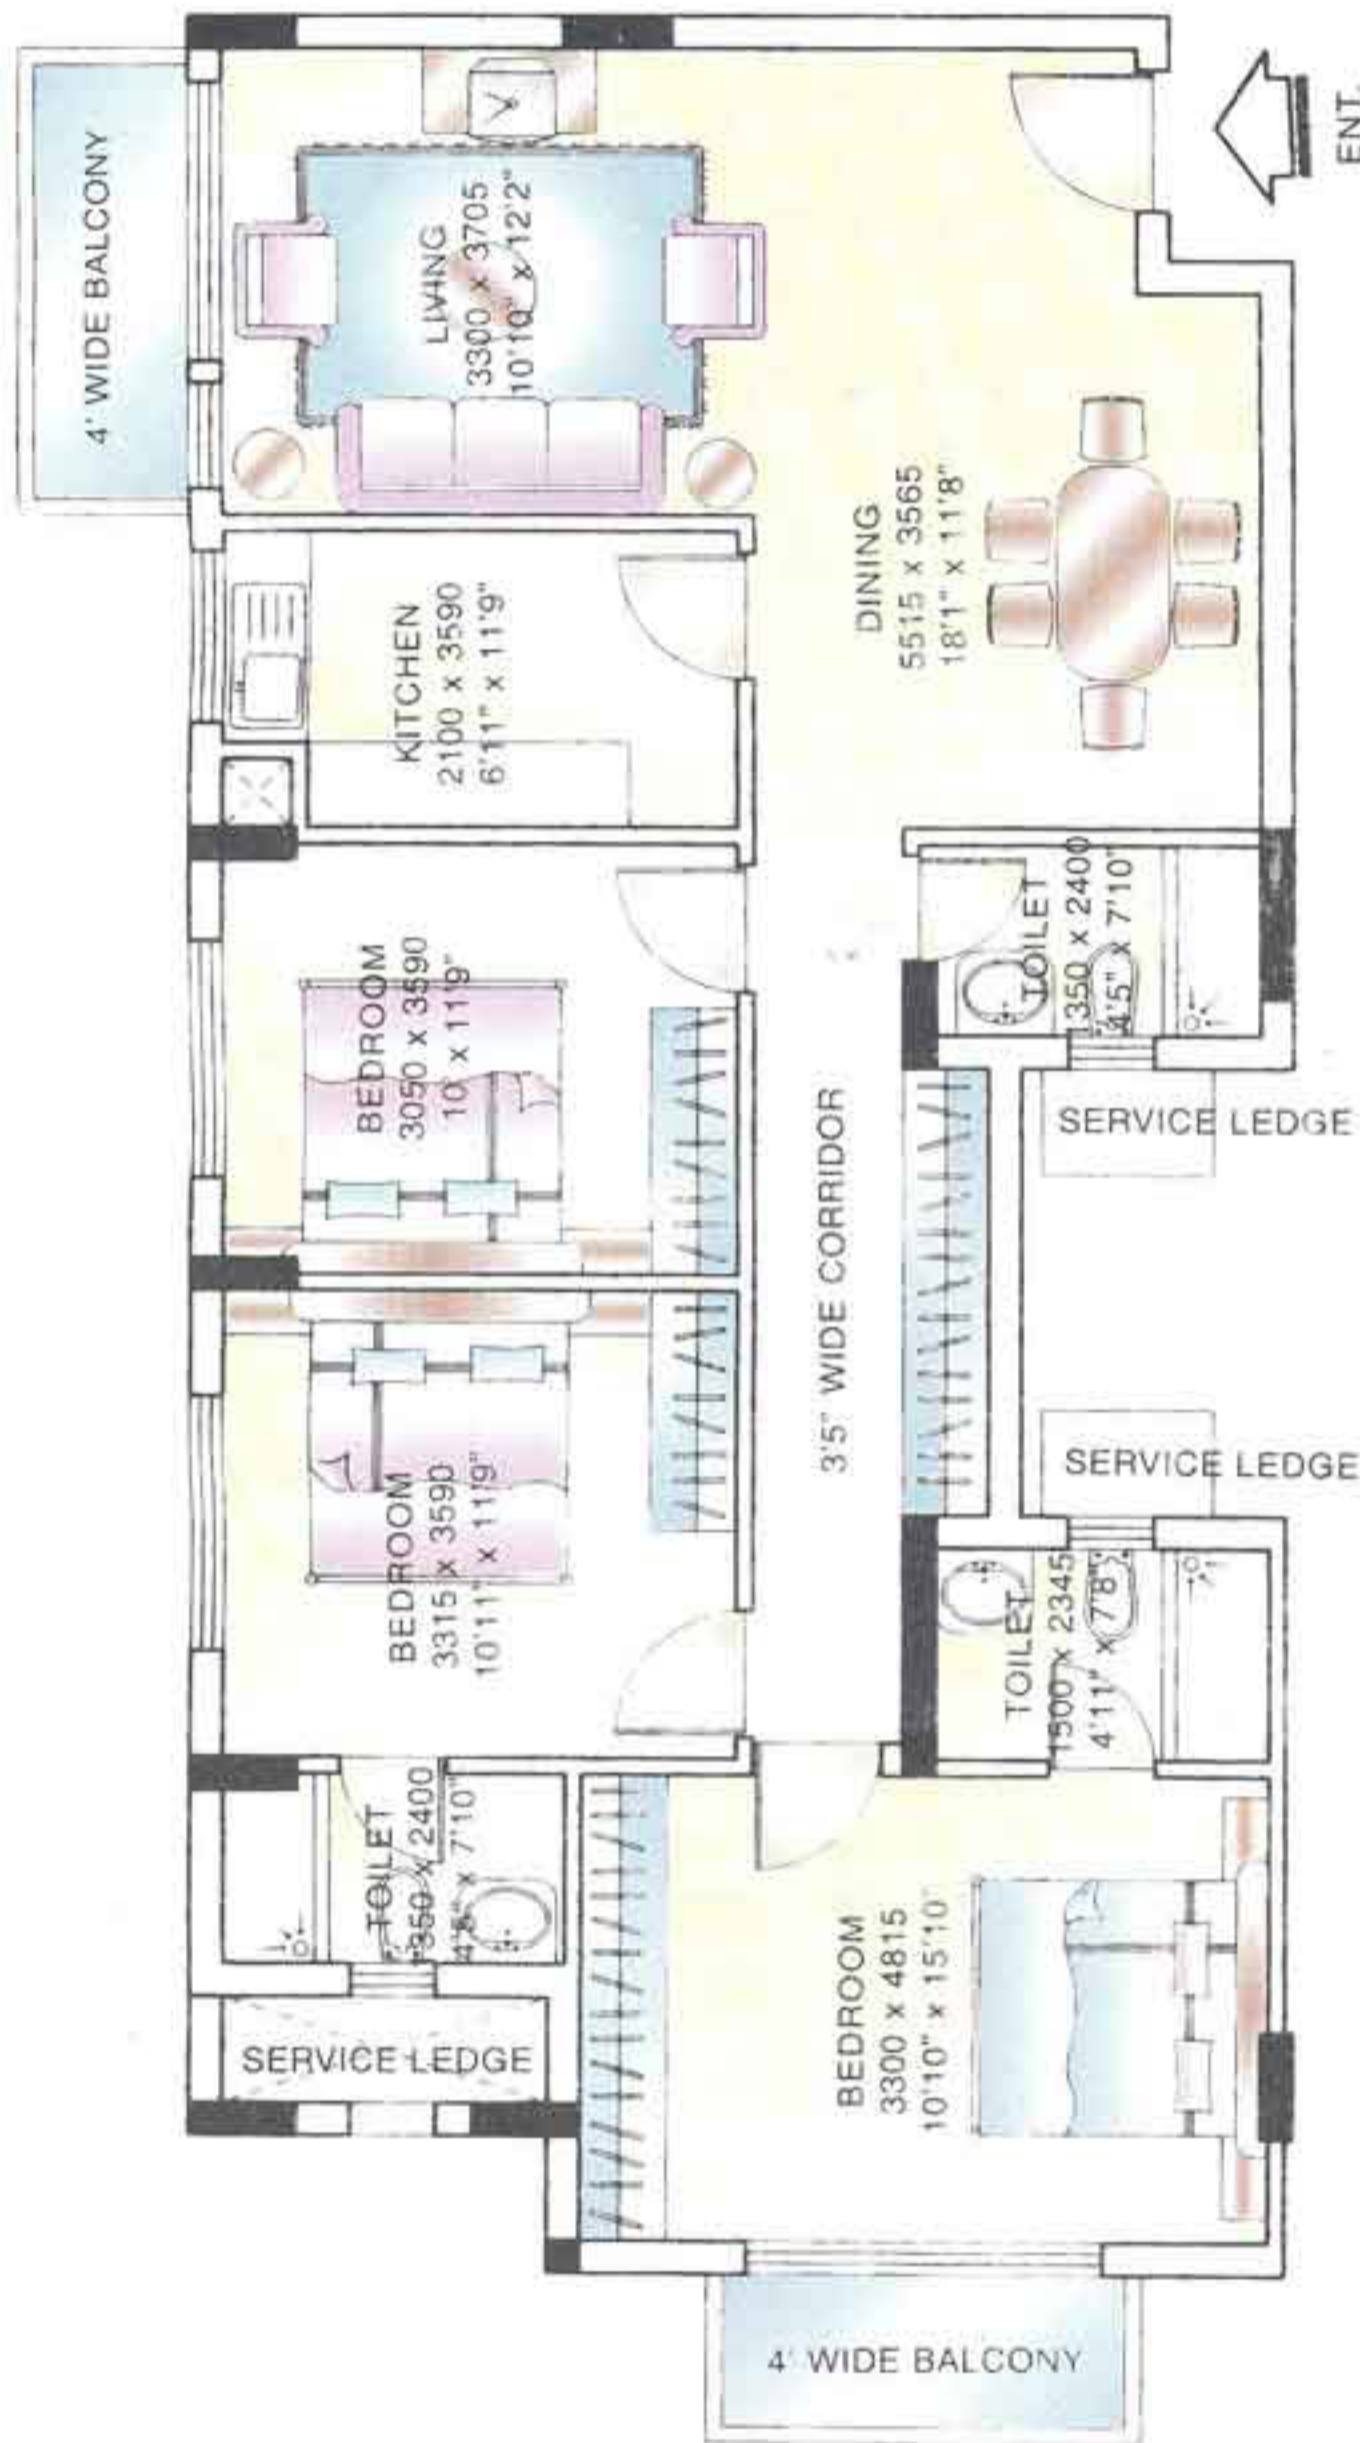 4' WIDE BALCONY
LIVING
3300 x 3705
10'10" x 12'2"
ENT.
KITCHEN
2100 x 3590
6'11" x 11'9"
DINING
5515 x 3565
18'1" x 11'8"
BEDROOM
3050 x 3590
10' x 11'9"
TOILET
1350 x 2400
4'5" x 7'10"
SERVICE LEDGE
3'5" WIDE CORRIDOR
BEDROOM
3315 x 3590
10'11" x 11'9"
SERVICE LEDGE
TOILET
1500 x 2345
4'11" x 7'8"
TOILET
1350 x 2400
4'5" x 7'10"
SERVICE LEDGE
BEDROOM
3300 x 4815
10'10" x 15'10"
4' WIDE BALCONY